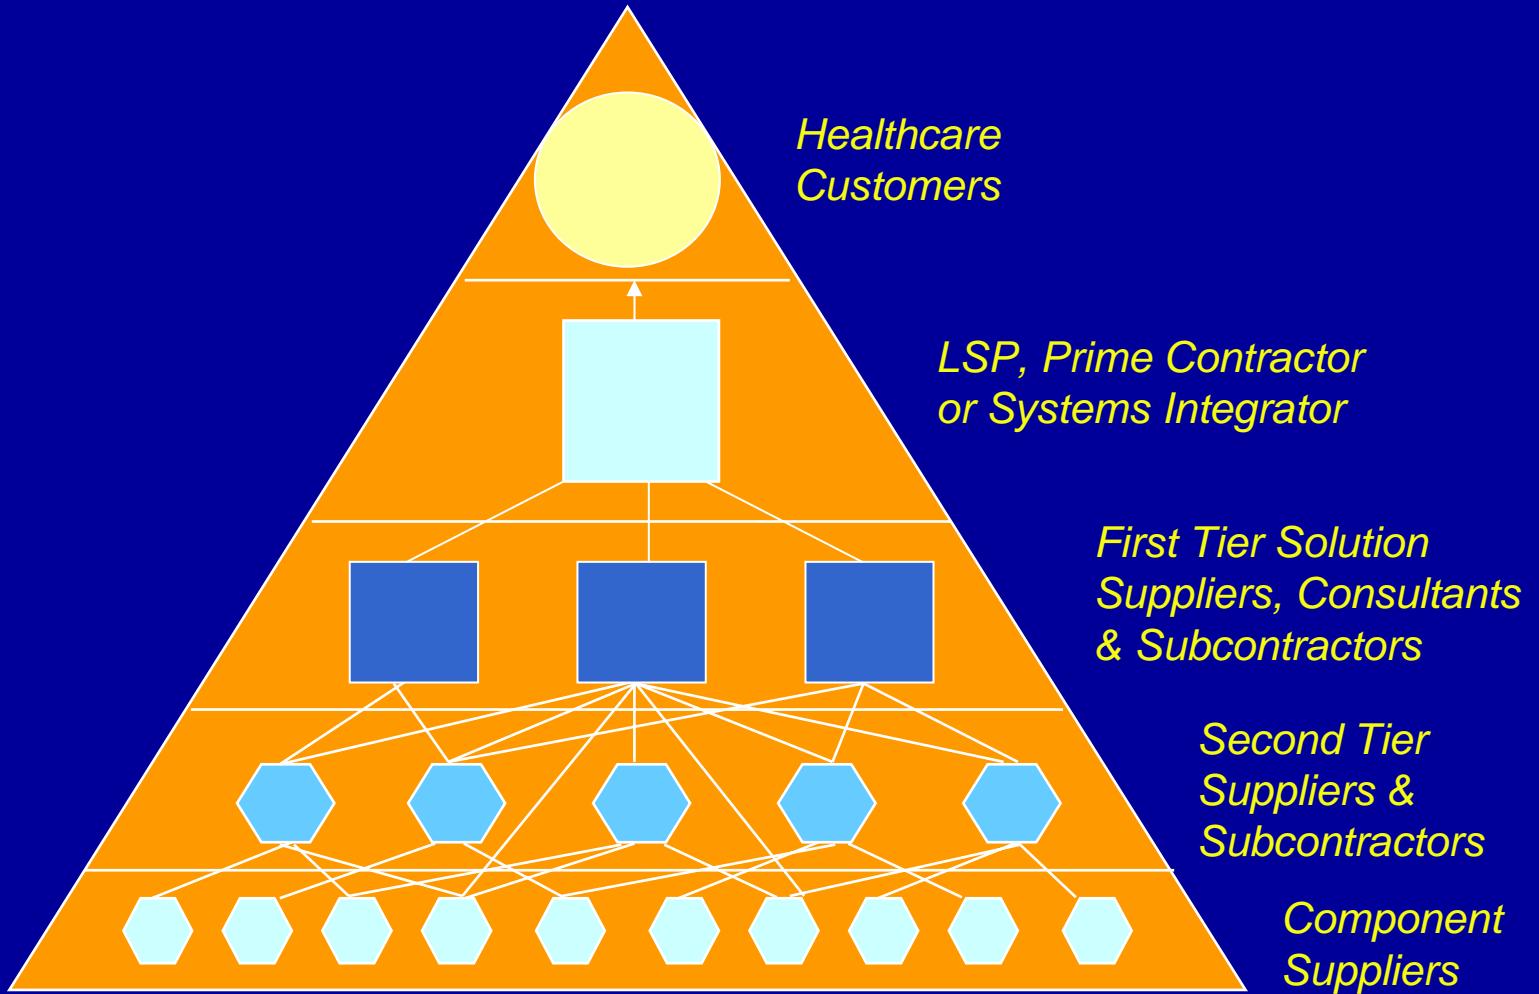 Healthcare
Customers
LSP, Prime Contractor
or Systems Integrator
First Tier Solution
Suppliers, Consultants
& Subcontractors
Second Tier
Suppliers &
Subcontractors
Component
Suppliers